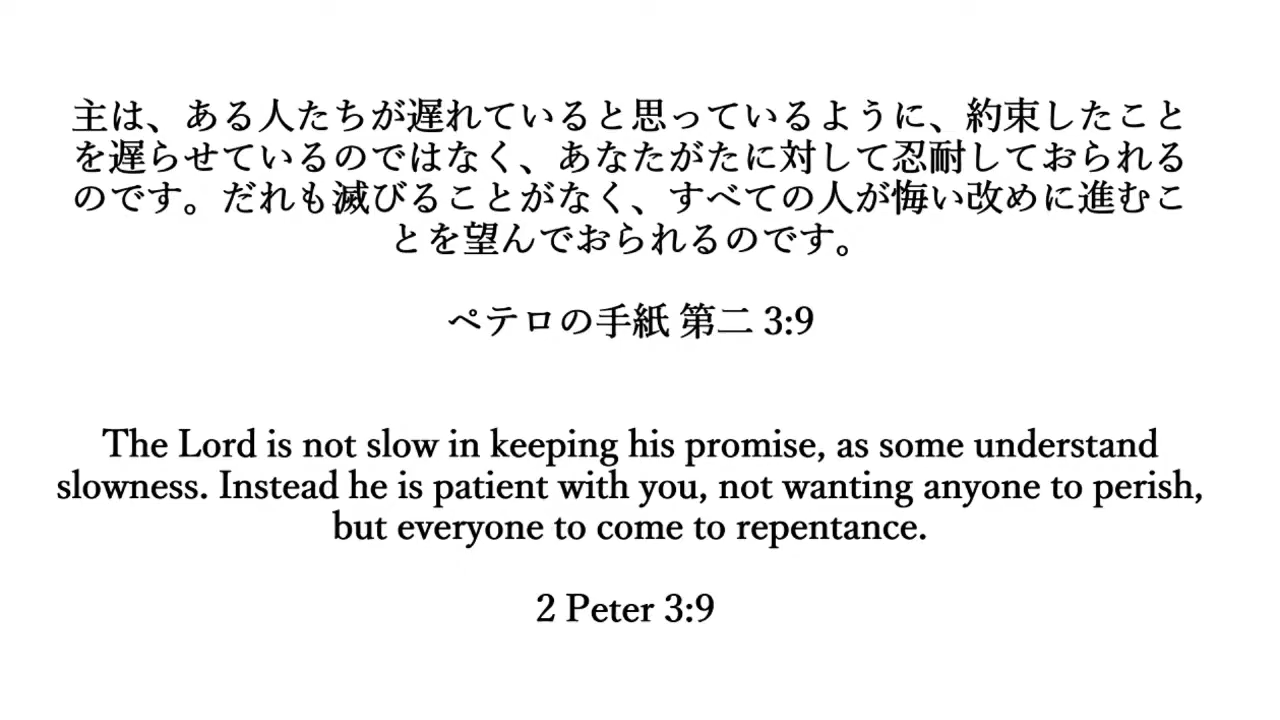 主は、ある人たちが遅れていると思っているように、約束したこと
を遅らせているのではなく、あなたがたに対して忍耐しておられる
のです。だれも滅びることがなく、すべての人が悔い改めに進むこ
とを望んでおられるのです。
ペテロの手紙 第二 3:9
The Lord is not slow in keeping his promise, as some understand
slowness. Instead he is patient with you, not wanting anyone to perish,
but everyone to come to repentance.
2 Peter 3:9